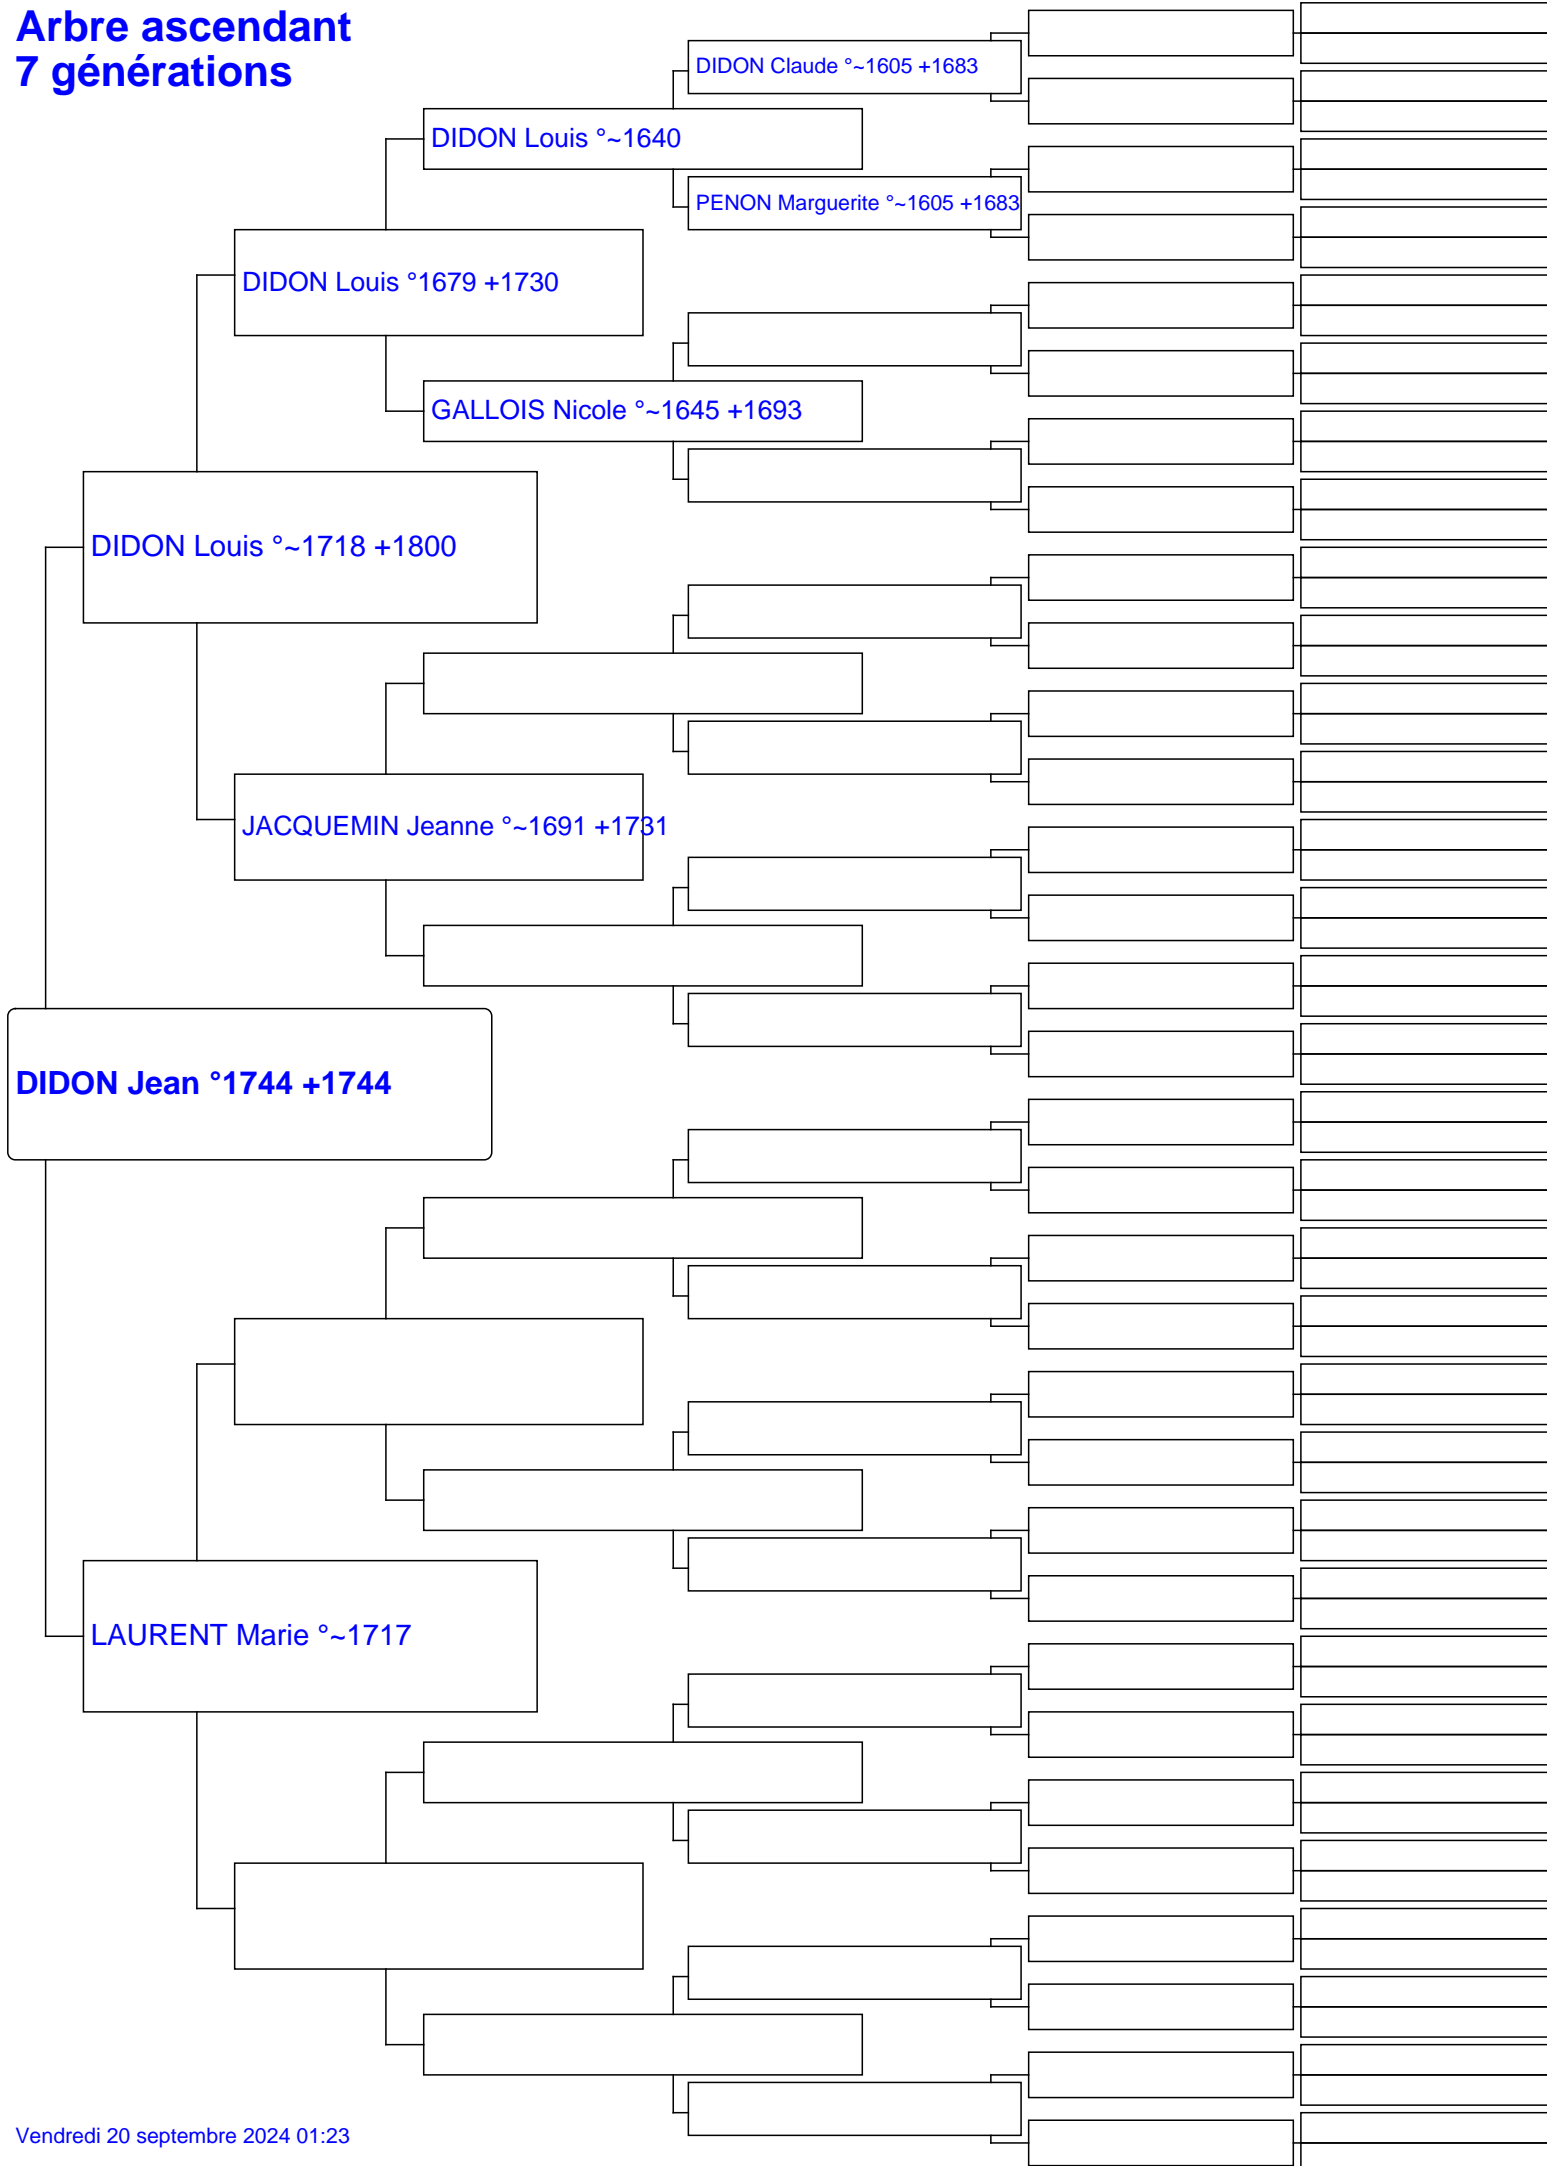 Arbre ascendant
7 générations
DIDON Claude °~1605 +1683
DIDON Louis °~1640
PENON Marguerite °~1605 +1683
DIDON Louis °1679 +1730
GALLOIS Nicole °~1645 +1693
DIDON Louis °~1718 +1800
JACQUEMIN Jeanne °~1691 +1731
DIDON Jean °1744 +1744
LAURENT Marie °~1717
Vendredi 20 septembre 2024 01:23